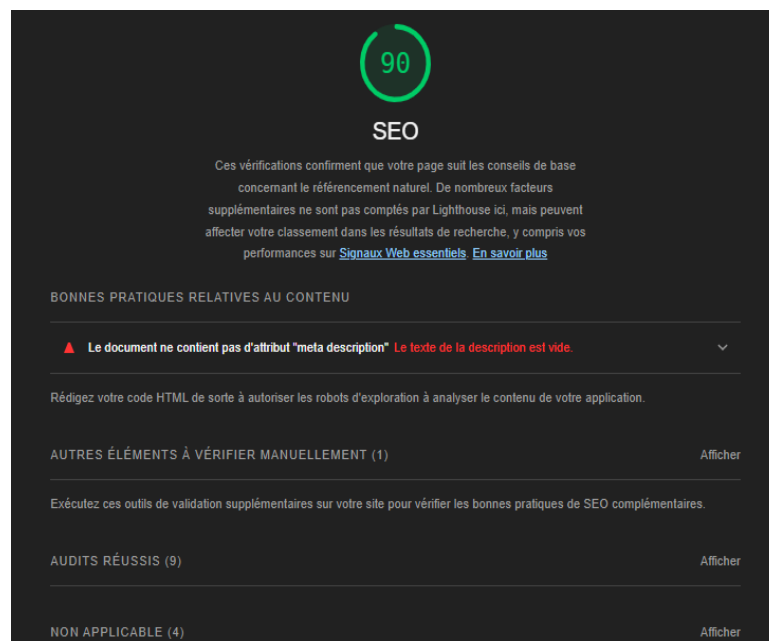 90
SEO
Ces vérifications confirment que votre page suit les conseils de base
concernant le référencement naturel. De nombreux facteurs
supplémentaires ne sont pas comptés par Lighthouse ici, mais peuvent
affecter votre classement dans les résultats de recherche, y compris vos
performances sur Signaux Web essentiels. En savoir plus
BONNES PRATIQUES RELATIVES AU CONTENU
Le document ne contient pas d'attribut "meta description" Le texte de la description est vide.
Rédigez votre code HTML de sorte à autoriser les robots d'exploration à analyser le contenu de votre application.
AUTRES ÉLÉMENTS À VÉRIFIER MANUELLEMENT (1) Afficher
Exécutez ces outils de validation supplémentaires sur votre site pour vérifier les bonnes pratiques de SEO complémentaires.
AUDITS RÉUSSIS (9) Afficher
NON APPLICABLE (4) Afficher